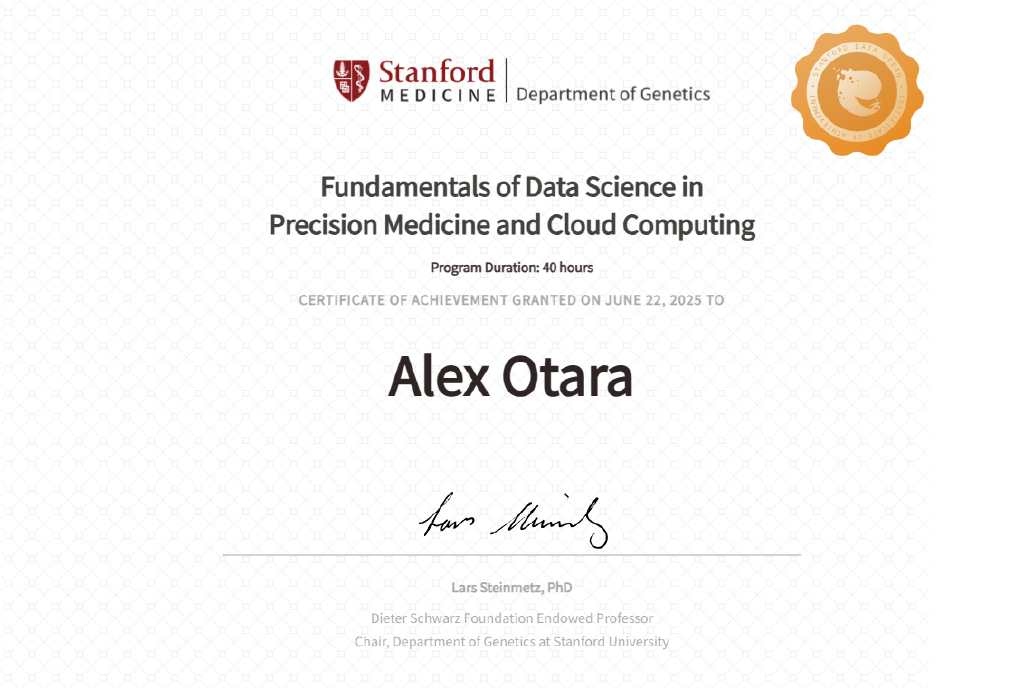 Stanford
MEDICINE
Department of Genetics
STANFORD DATA OCEAN • CERTIFICATE OF ACHIEVEMENT •
Fundamentals of Data Science in
Precision Medicine and Cloud Computing
Program Duration: 40 hours
CERTIFICATE OF ACHIEVEMENT GRANTED ON JUNE 22, 2025 TO
Alex Otara
Lars Steinmetz, PhD
Dieter Schwarz Foundation Endowed Professor
Chair, Department of Genetics at Stanford University